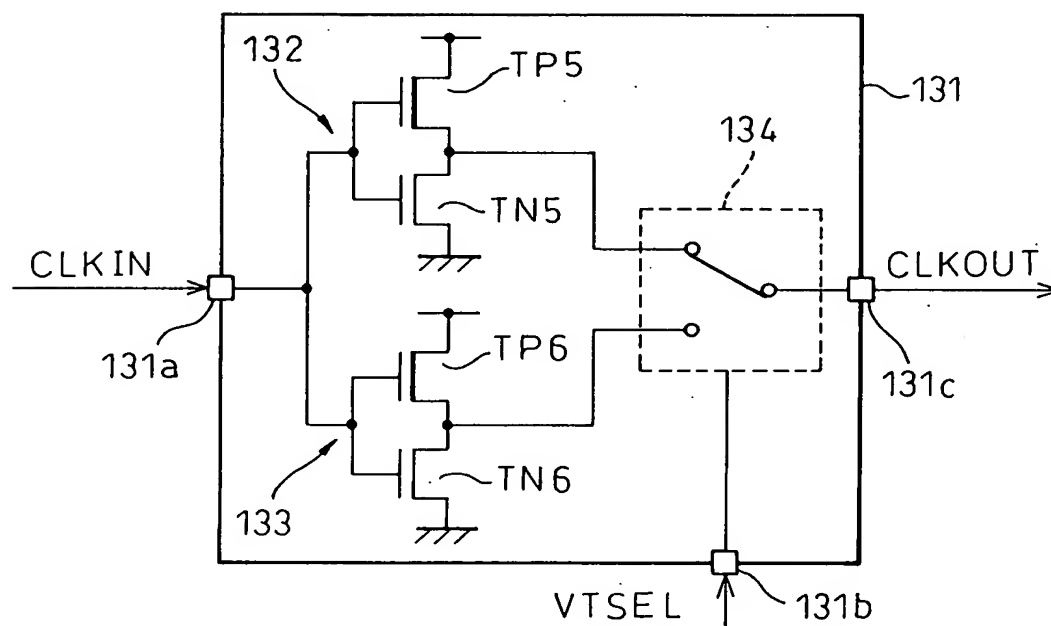 132
TP5
131
134
TN5
CLKIN
CLKOUT
131a
TP6
131c
133
TN6
VTSEL
131b